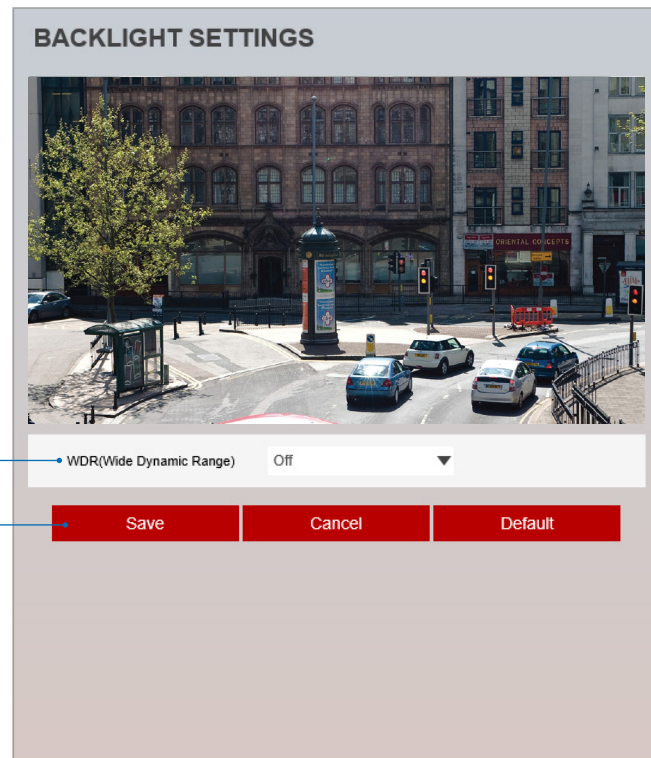 BACKLIGHT SETTINGS
ORIENTAL CONCEPTS
WDR(Wide Dynamic Range) Off
Save Cancel Default